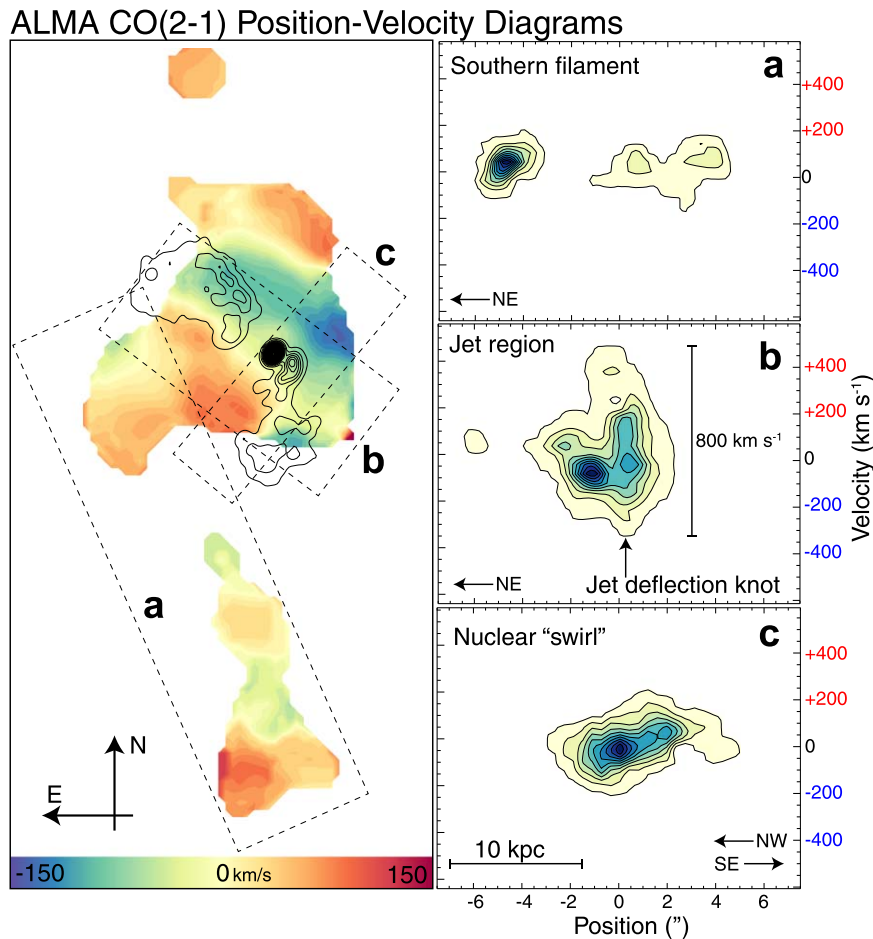 ALMA CO(2-1) Position-Velocity Diagrams
c
b
a
N
E
-150
0 km/s
150
Southern filament
a
+400
+200
0
-200
-400
NE
Jet region
b
+400
+200
0
-200
-400
800 km s-1
NE
Jet deflection knot
Velocity (km s-1)
Nuclear “swirl”
c
+400
+200
0
-200
-400
10 kpc
NW
SE
-6 -4 -2 0 2 4 6
Position (”)